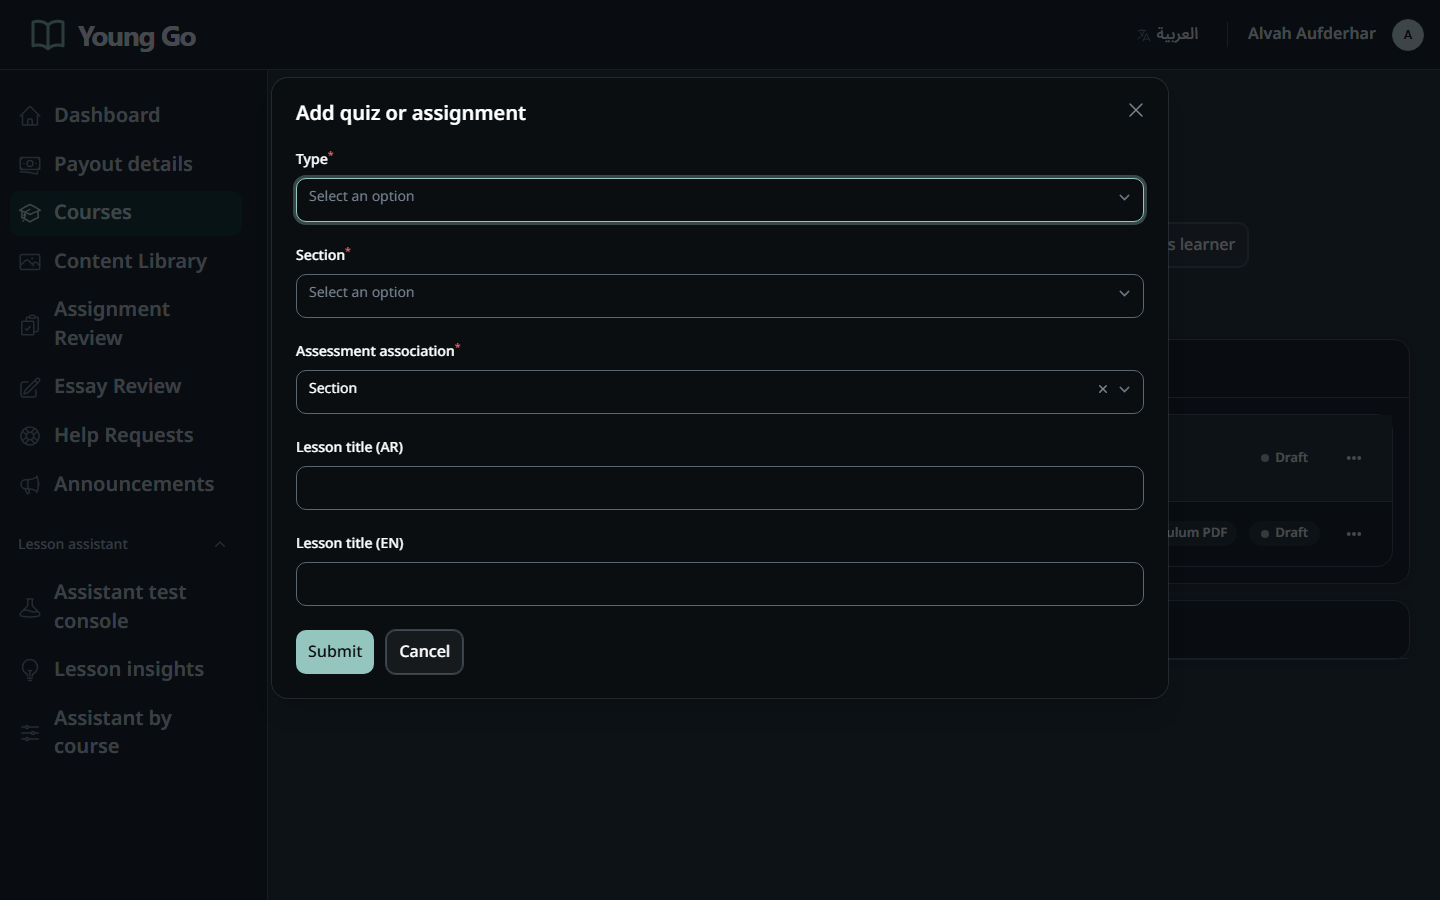 Young Go
العربية
Alvah Aufderhar
A
Dashboard
Payout details
Courses
Content Library
Assignment
Review
Essay Review
Help Requests
Announcements
Lesson assistant
Assistant test
console
Lesson insights
Assistant by
course
Add quiz or assignment
Type*
Select an option
Section*
Select an option
Assessment association*
Section
Lesson title (AR)
Lesson title (EN)
Submit
Cancel
s learner
Draft
ulum PDF
Draft